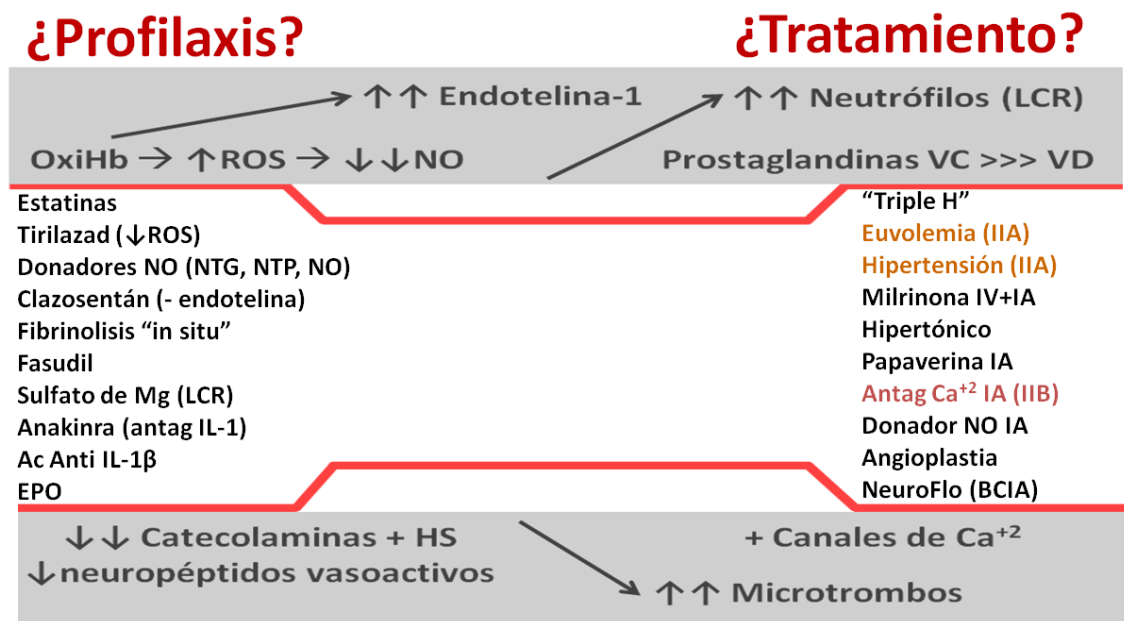 ¿Profilaxis?
¿Tratamiento?
↑↑ Endotelina-1
↑↑ Neutrófilos (LCR)
OxiHb → ↑ROS → ↓↓NO
Prostaglandinas VC >>> VD
Estatinas
Tirilazad (↓ROS)
Donadores NO (NTG, NTP, NO)
Clazosentán (- endotelina)
Fibrinolisis “in situ”
Fasudil
Sulfato de Mg (LCR)
Anakinra (antag IL-1)
Ac Anti IL-1β
EPO
“Triple H”
Euvolemia (IIA)
Hipertensión (IIA)
Milrinona IV+IA
Hipertónico
Papaverina IA
Antag Ca⁺² IA (IIB)
Donador NO IA
Angioplastia
NeuroFlo (BCIA)
↓↓ Catecolaminas + HS
↓neuropéptidos vasoactivos
+ Canales de Ca⁺²
↑↑ Microtrombos